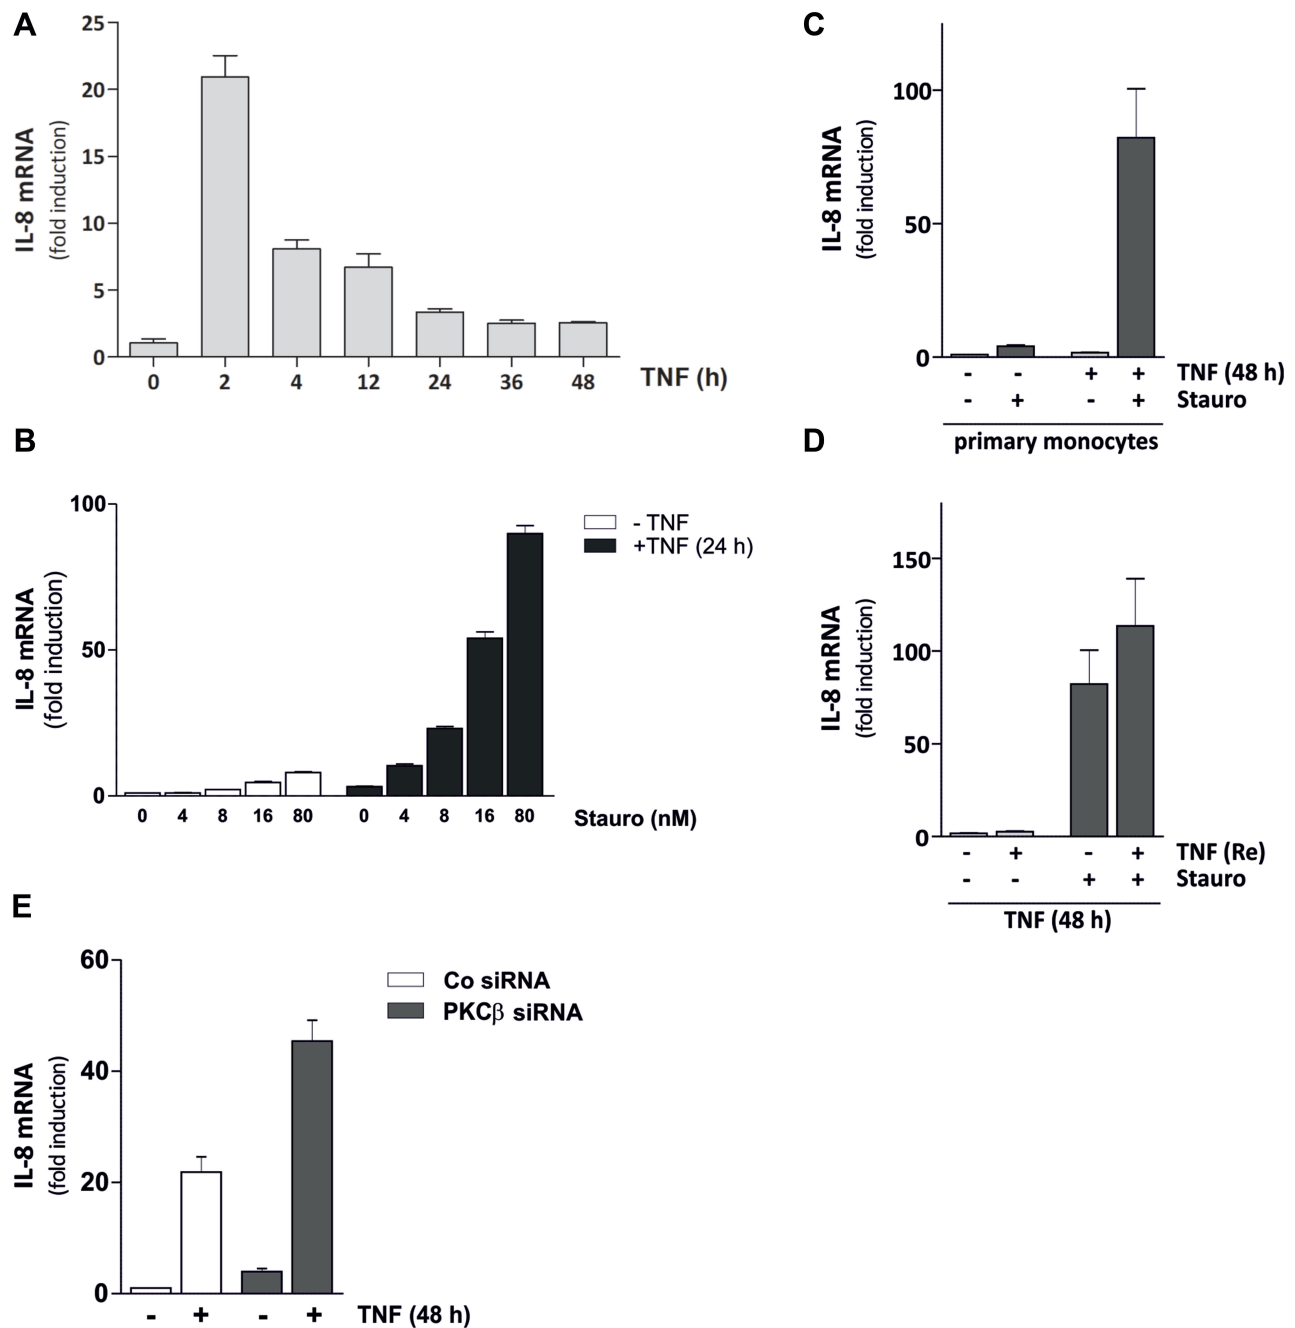 A
IL-8 mRNA
(fold induction)
25
20
15
10
5
0
0 2 4 12 24 36 48
TNF (h)
B
IL-8 mRNA
(fold induction)
100
50
0
- TNF
+TNF (24 h)
0 4 8 16 80 0 4 8 16 80
Stauro (nM)
C
IL-8 mRNA
(fold induction)
100
50
0
- - + + TNF (48 h)
- + - + Stauro
primary monocytes
D
IL-8 mRNA
(fold induction)
150
100
50
0
- + - + TNF (Re)
- - + + Stauro
TNF (48 h)
E
IL-8 mRNA
(fold induction)
60
40
20
0
Co siRNA
PKCβ siRNA
- + - + TNF (48 h)